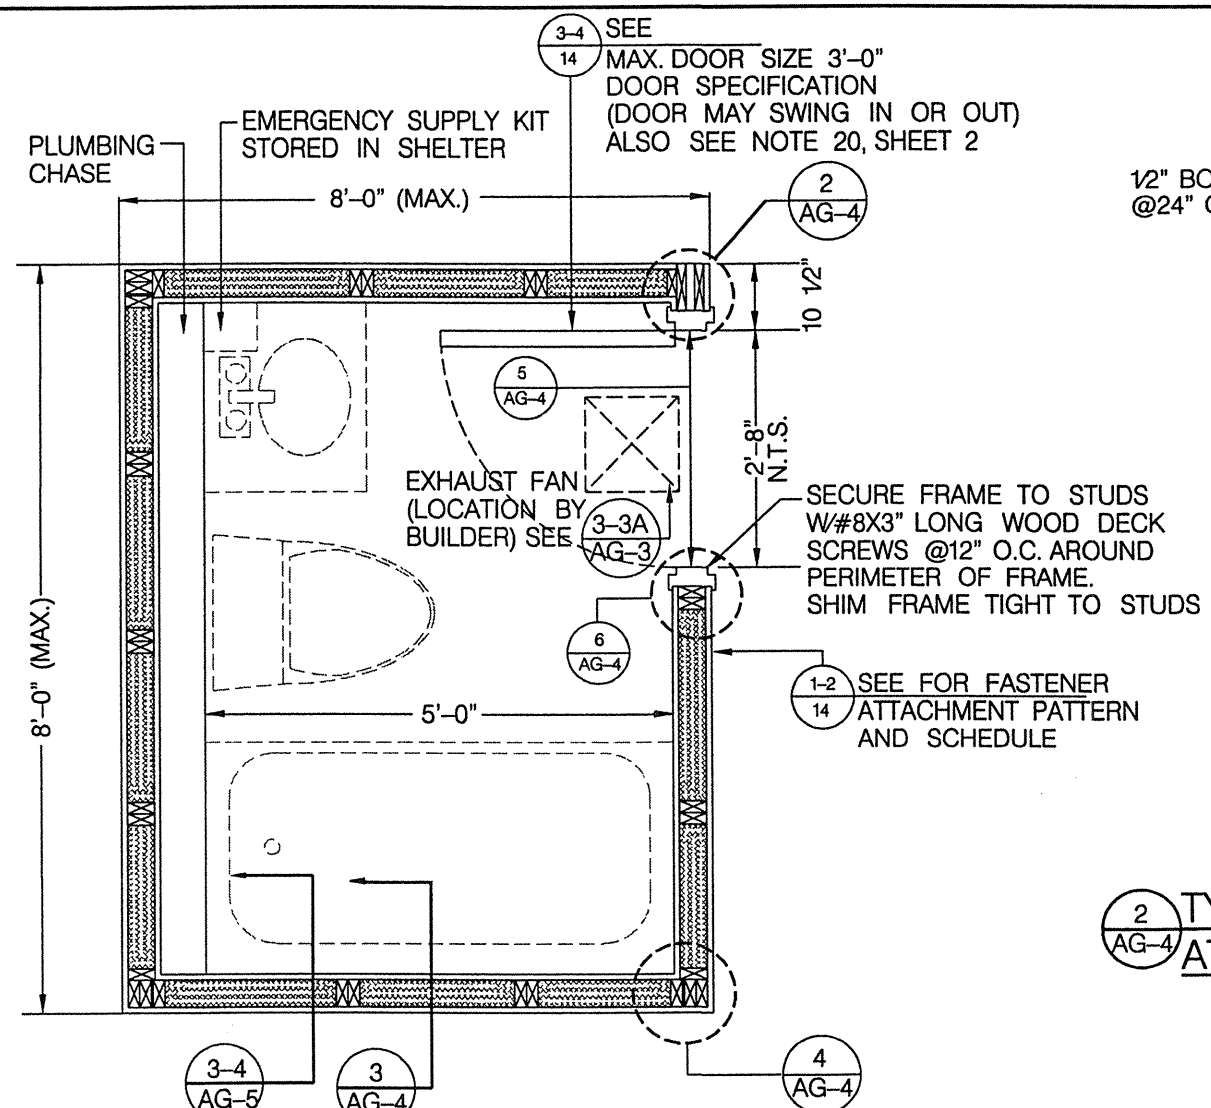 3–4
14
SEE
MAX. DOOR SIZE 3'–0"
DOOR SPECIFICATION
(DOOR MAY SWING IN OR OUT)
ALSO SEE NOTE 20, SHEET 2
EMERGENCY SUPPLY KIT
STORED IN SHELTER
PLUMBING
CHASE
8'–0" (MAX.)
2
AG–4
1/2" BO
@24" O
10 1/2"
5
AG–4
2'–8"
N.T.S.
EXHAUST FAN
(LOCATION BY
BUILDER) SEE
3–3A
AG–3
SECURE FRAME TO STUDS
W/#8X3" LONG WOOD DECK
SCREWS @12" O.C. AROUND
PERIMETER OF FRAME.
SHIM FRAME TIGHT TO STUDS
8'–0" (MAX.)
6
AG–4
1–2
14
SEE FOR FASTENER
ATTACHMENT PATTERN
AND SCHEDULE
5'–0"
2
AG–4
TY
AT
3–4
AG–5
3
AG–4
4
AG–4